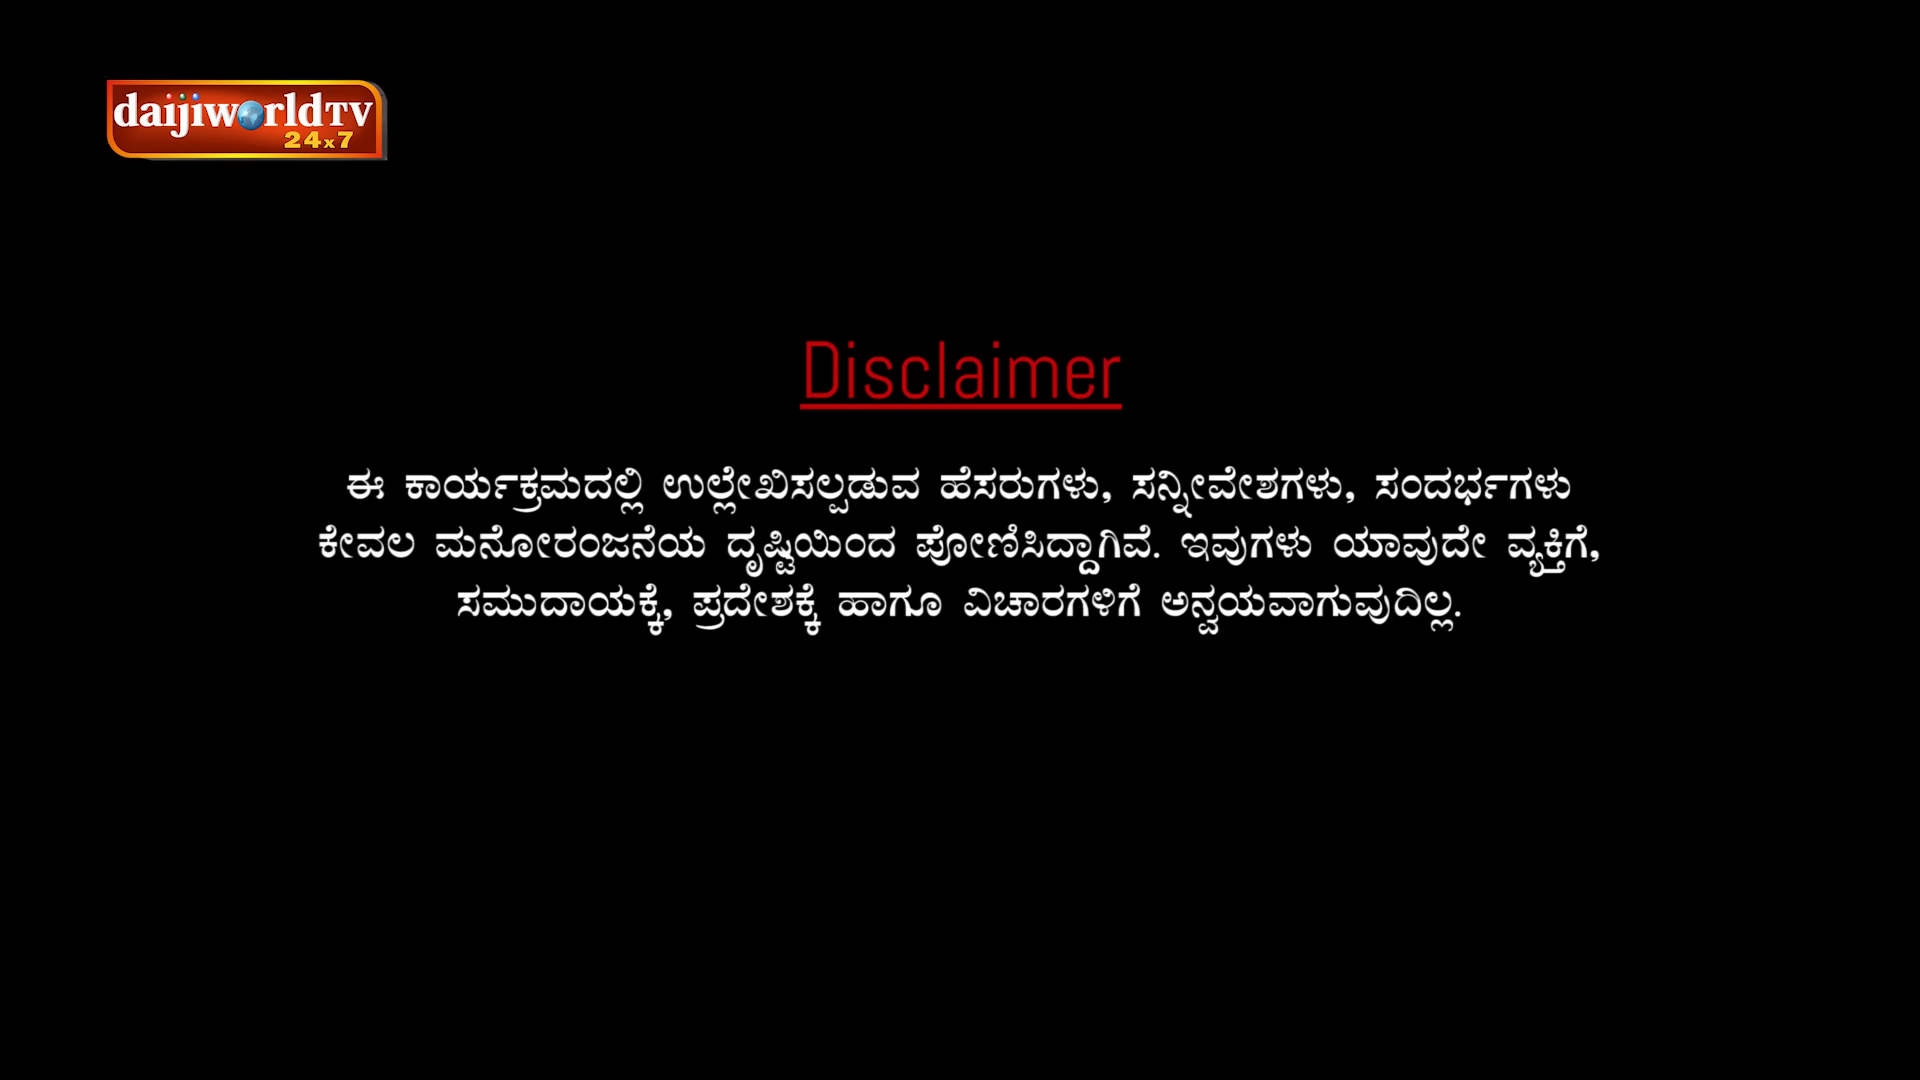 daijiworldTV
24x7
Disclaimer
ಈ ಕಾರ್ಯಕ್ರಮದಲ್ಲಿ ಉಲ್ಲೇಖಿಸಲ್ಪಡುವ ಹೆಸರುಗಳು, ಸನ್ನೀವೇಶಗಳು, ಸಂದರ್ಭಗಳು
ಕೇವಲ ಮನೋರಂಜನೆಯ ದೃಷ್ಟಿಯಿಂದ ಪೋಣಿಸಿದ್ದಾಗಿವೆ. ಇವುಗಳು ಯಾವುದೇ ವ್ಯಕ್ತಿಗೆ,
ಸಮುದಾಯಕ್ಕೆ, ಪ್ರದೇಶಕ್ಕೆ ಹಾಗೂ ವಿಚಾರಗಳಿಗೆ ಅನ್ವಯವಾಗುವುದಿಲ್ಲ.